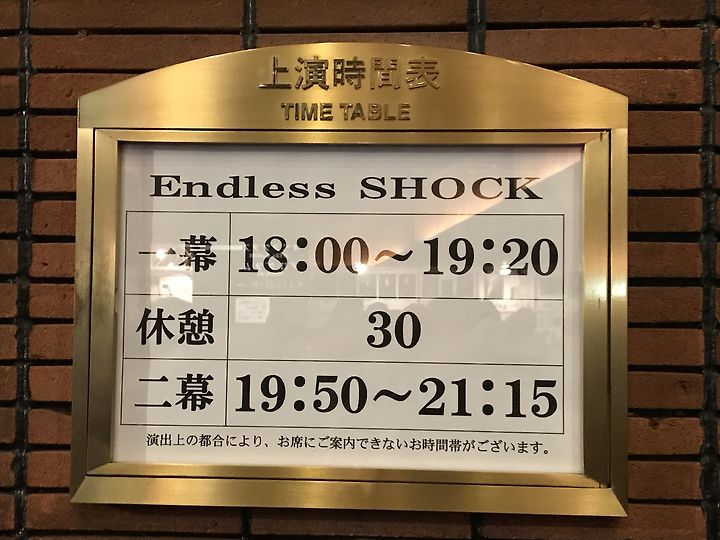 上演時間表
TIME TABLE
Endless SHOCK
一幕 18:00～19:20
休憩 30
二幕 19:50～21:15
演出上の都合により、お席にご案内できないお時間帯がございます。